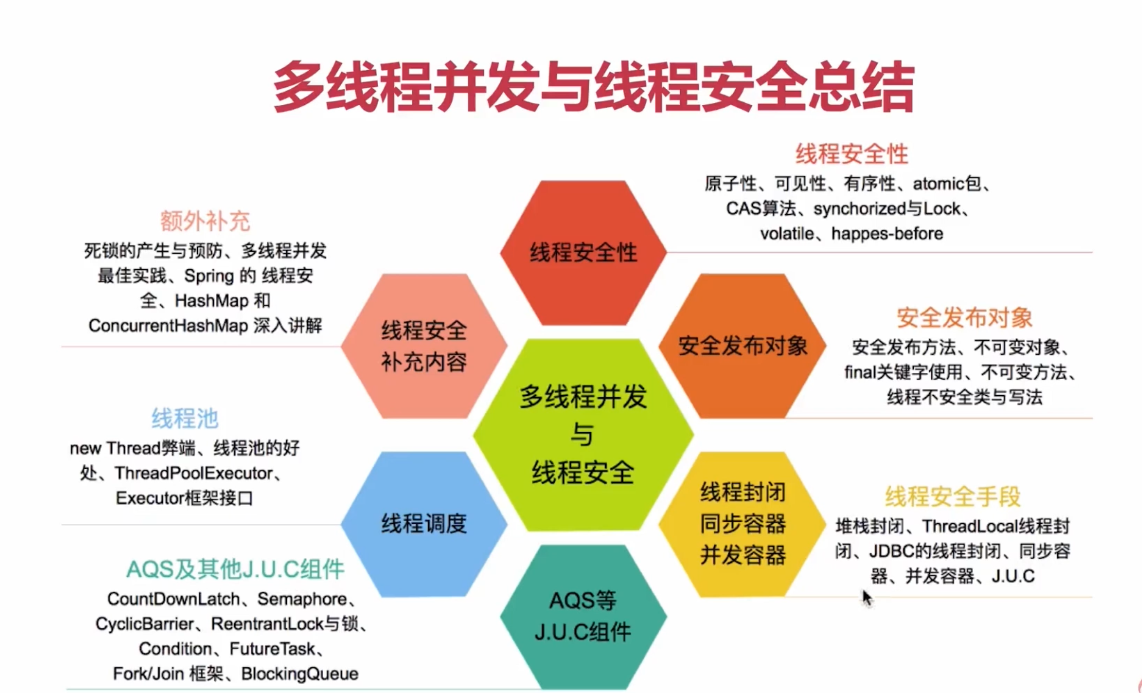 多线程并发与线程安全总结
线程安全性
原子性、可见性、有序性、atomic包、
CAS算法、synchorized与Lock、
volatile、happes-before
额外补充
死锁的产生与预防、多线程并发
最佳实践、Spring 的 线程安
全、HashMap 和
ConcurrentHashMap 深入讲解
线程安全性
线程安全
补充内容
安全发布对象
安全发布对象
安全发布方法、不可变对象、
final关键字使用、不可变方法、
线程不安全类与写法
多线程并发
与
线程安全
线程池
new Thread弊端、线程池的好
处、ThreadPoolExecutor、
Executor框架接口
线程调度
线程封闭
同步容器
并发容器
线程安全手段
堆栈封闭、ThreadLocal线程封
闭、JDBC的线程封闭、同步容
器、并发容器、J.U.C
AQS及其他J.U.C组件
CountDownLatch、Semaphore、
CyclicBarrier、ReentrantLock与锁、
Condition、FutureTask、
Fork/Join 框架、BlockingQueue
AQS等
J.U.C组件